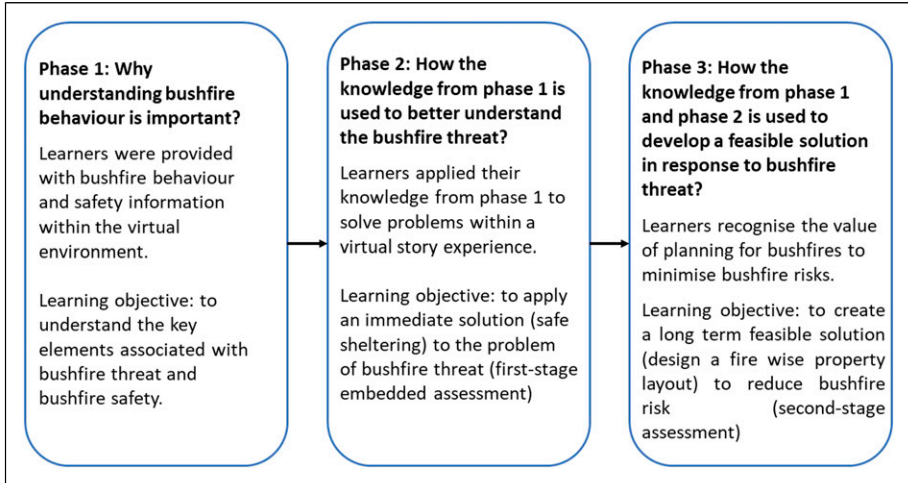 Phase 1: Why
understanding bushfire
behaviour is important?
Learners were provided
with bushfire behaviour
and safety information
within the virtual
environment.
Learning objective: to
understand the key
elements associated with
bushfire threat and
bushfire safety.
Phase 2: How the
knowledge from phase 1 is
used to better understand
the bushfire threat?
Learners applied their
knowledge from phase 1 to
solve problems within a
virtual story experience.
Learning objective: to apply
an immediate solution (safe
sheltering) to the problem
of bushfire threat (first-stage
embedded assessment)
Phase 3: How the
knowledge from phase 1
and phase 2 is used to
develop a feasible solution
in response to bushfire
threat?
Learners recognise the value
of planning for bushfires to
minimise bushfire risks.
Learning objective: to create
a long term feasible solution
(design a fire wise property
layout) to reduce bushfire
risk (second-stage
assessment)